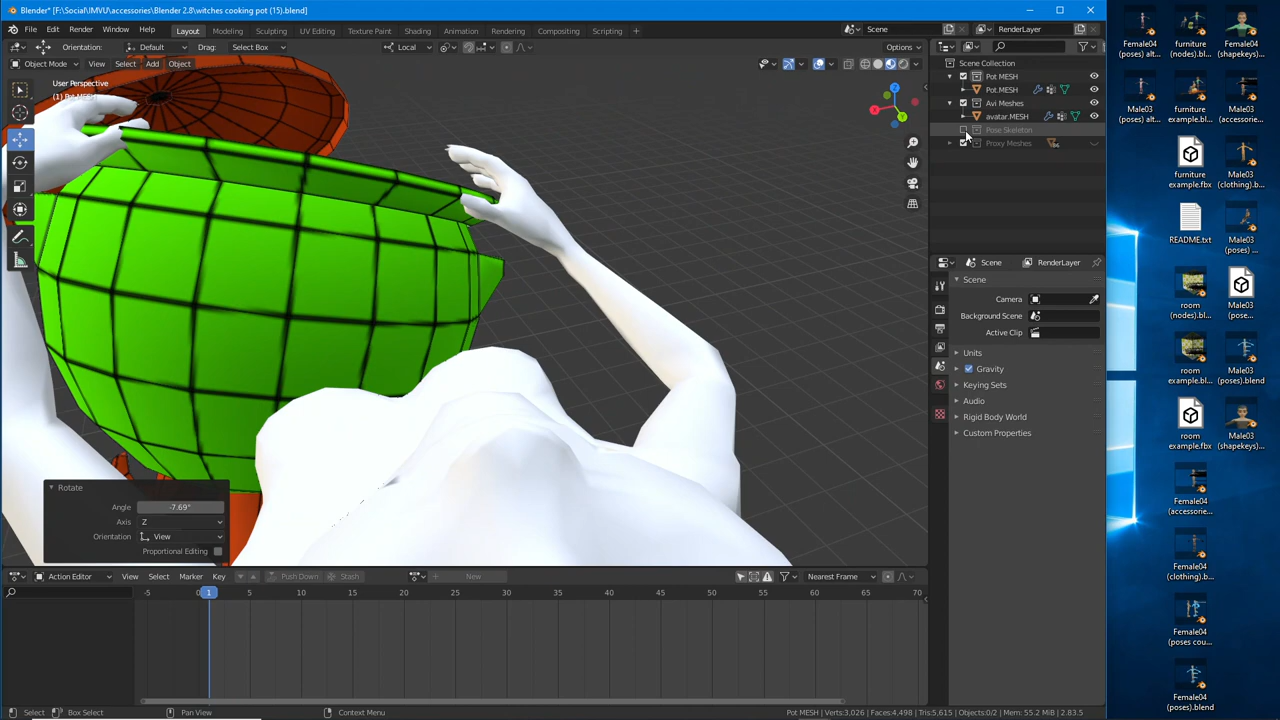 Blender* [F:\Social\IMVU\accessories\Blender 2.8\witches cooking pot (15).blend]
File Edit Render Window Help Layout Modeling Sculpting UV Editing Texture Paint Shading Animation Rendering Compositing Scripting + Scene RenderLayer
Orientation: Default Drag: Select Box Local Options
Object Mode View Select Add Object
User Perspective
(1) Pot.MESH
Scene Collection
Pot MESH
Pot.MESH
Avi Meshes
avatar.MESH
Pose Skeleton
Proxy Meshes
Scene RenderLayer
Scene
Camera
Background Scene
Active Clip
Units
Gravity
Keying Sets
Audio
Rigid Body World
Custom Properties
Rotate
Angle -7.69°
Axis Z
Orientation View
Proportional Editing
Action Editor View Select Marker Key Push Down Stash New Nearest Frame
-5 0 1 5 10 15 20 25 30 35 40 45 50 55 60 65 70
Select Box Select Pan View Context Menu Pot MESH | Verts:3,026 | Faces:4,498 | Tris:5,615 | Objects:0/2 | Mem: 55.2 MiB | 2.83.5
Female04
(poses) alt...
furniture
(nodes).bl...
Female04
(shapekeys)...
Male03
(poses) alt...
furniture
example.bl...
Male03
(accessorie...
furniture
example.fbx
Male03
(clothing).b...
README.txt
Male03
(poses) ...
room
(nodes).bl...
Male03
(pose...
room
example.bl...
Male03
(poses).blend
room
example.fbx
Male03
(shapekeys)...
Female04
(accessorie...
Female04
(clothing).b...
Female04
(poses cou...
Female04
(poses).blend